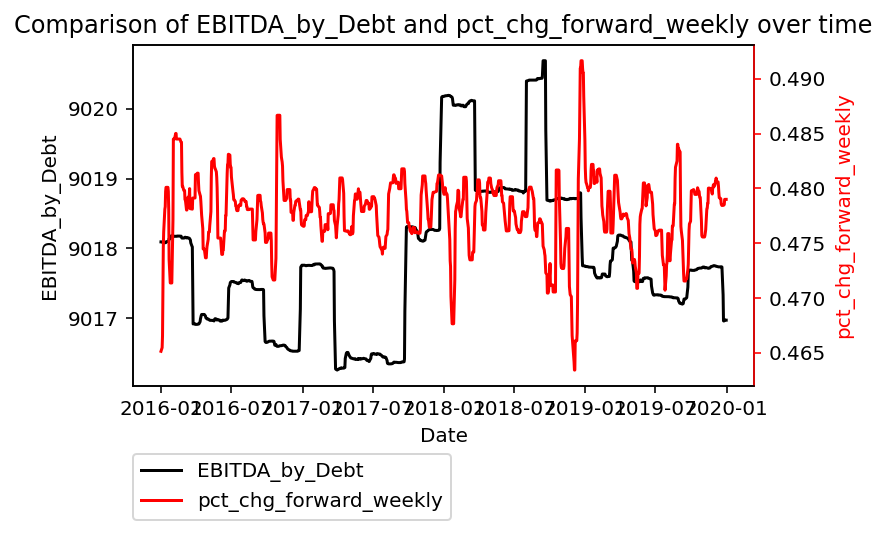 Comparison of EBITDA_by_Debt and pct_chg_forward_weekly over time
EBITDA_by_Debt
9020
9019
9018
9017
0.490
0.485
0.480
0.475
0.470
0.465
pct_chg_forward_weekly
2016-01 2016-07 2017-01 2017-07 2018-01 2018-07 2019-01 2019-07 2020-01
Date
EBITDA_by_Debt
pct_chg_forward_weekly